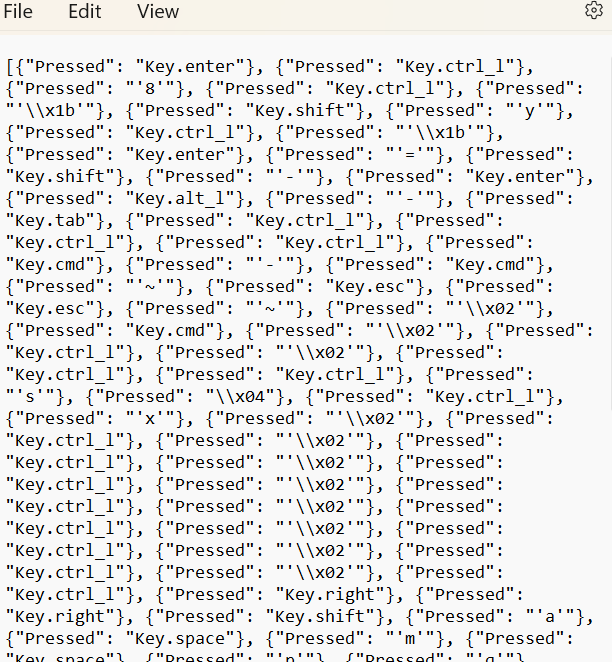 File Edit View
[{"Pressed": "Key.enter"}, {"Pressed": "Key.ctrl_l"},
{"Pressed": "'8'"}, {"Pressed": "Key.ctrl_l"}, {"Pressed":
"'\\x1b'"}, {"Pressed": "Key.shift"}, {"Pressed": "'y'"},
{"Pressed": "Key.ctrl_l"}, {"Pressed": "'\\x1b'"},
{"Pressed": "Key.enter"}, {"Pressed": "'='"}, {"Pressed":
"Key.shift"}, {"Pressed": "'-'"}, {"Pressed": "Key.enter"},
{"Pressed": "Key.alt_l"}, {"Pressed": "'-'"}, {"Pressed":
"Key.tab"}, {"Pressed": "Key.ctrl_l"}, {"Pressed":
"Key.ctrl_l"}, {"Pressed": "Key.ctrl_l"}, {"Pressed":
"Key.cmd"}, {"Pressed": "'-'"}, {"Pressed": "Key.cmd"},
{"Pressed": "'~'"}, {"Pressed": "Key.esc"}, {"Pressed":
"Key.esc"}, {"Pressed": "'~'"}, {"Pressed": "'\\x02'"},
{"Pressed": "Key.cmd"}, {"Pressed": "'\\x02'"}, {"Pressed":
"Key.ctrl_l"}, {"Pressed": "'\\x02'"}, {"Pressed":
"Key.ctrl_l"}, {"Pressed": "Key.ctrl_l"}, {"Pressed":
"'s'"}, {"Pressed": "\\x04"}, {"Pressed": "Key.ctrl_l"},
{"Pressed": "'x'"}, {"Pressed": "'\\x02'"}, {"Pressed":
"Key.ctrl_l"}, {"Pressed": "'\\x02'"}, {"Pressed":
"Key.ctrl_l"}, {"Pressed": "'\\x02'"}, {"Pressed":
"Key.ctrl_l"}, {"Pressed": "'\\x02'"}, {"Pressed":
"Key.ctrl_l"}, {"Pressed": "'\\x02'"}, {"Pressed":
"Key.ctrl_l"}, {"Pressed": "'\\x02'"}, {"Pressed":
"Key.ctrl_l"}, {"Pressed": "'\\x02'"}, {"Pressed":
"Key.ctrl_l"}, {"Pressed": "'\\x02'"}, {"Pressed":
"Key.ctrl_l"}, {"Pressed": "Key.right"}, {"Pressed":
"Key.right"}, {"Pressed": "Key.shift"}, {"Pressed": "'a'"},
{"Pressed": "Key.space"}, {"Pressed": "'m'"}, {"Pressed":
"Key.space"}, {"Pressed": {"Pressed":